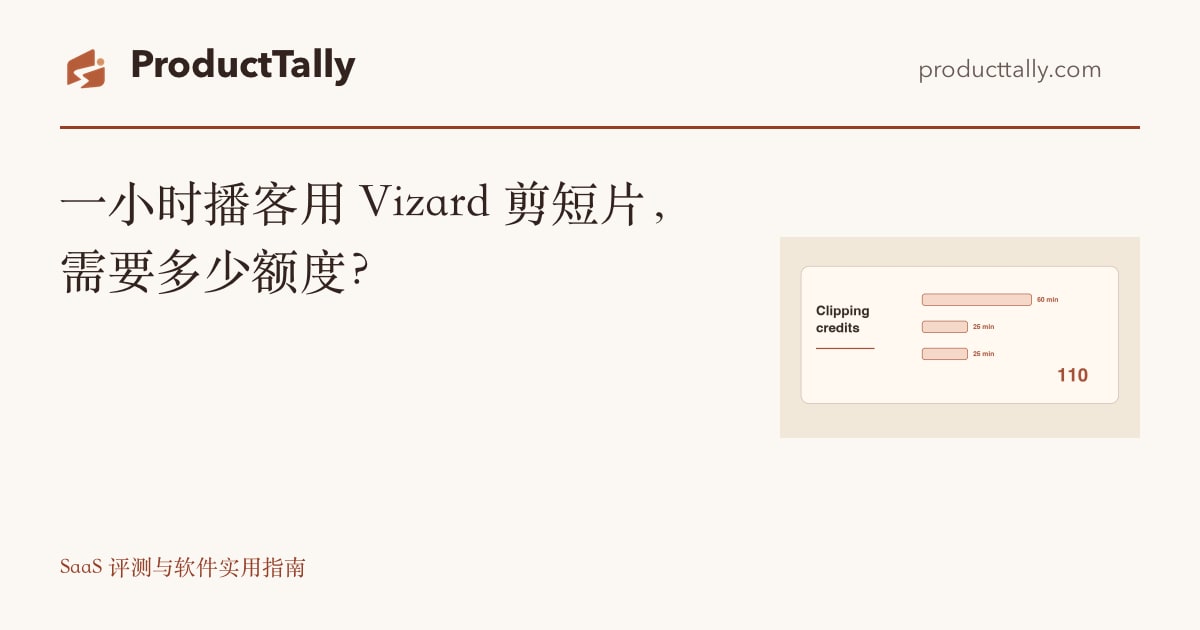 ProductTally
producttally.com
一小时播客用 Vizard 剪短片，
需要多少额度？
Clipping
credits
60 min
25 min
25 min
110
SaaS 评测与软件实用指南